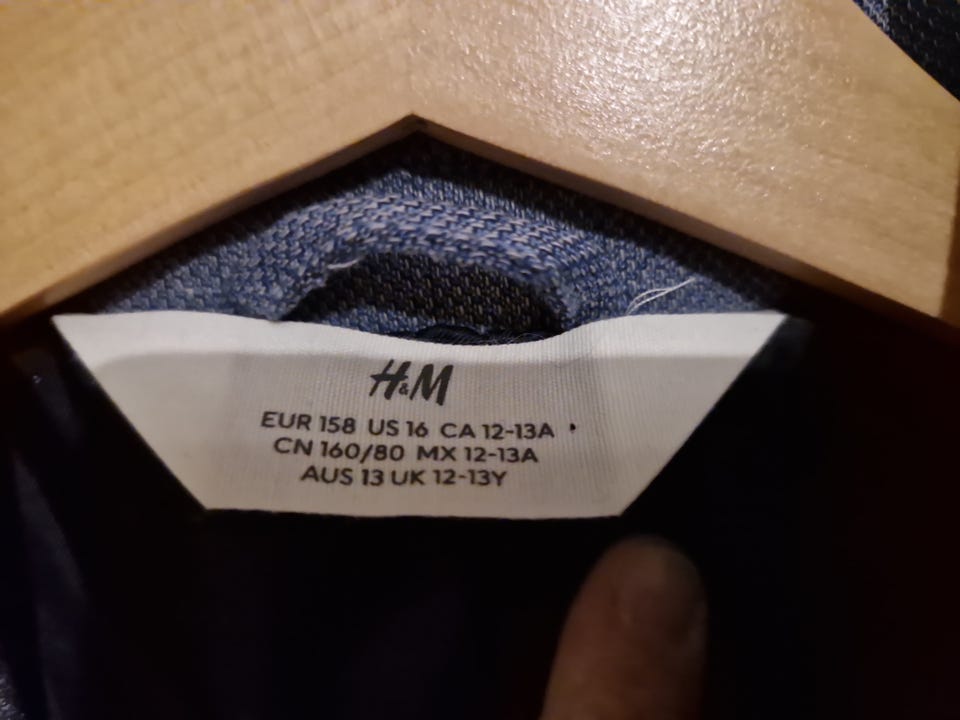 H&M
EUR 158 US 16 CA 12-13A
CN 160/80 MX 12-13A
AUS 13 UK 12-13Y